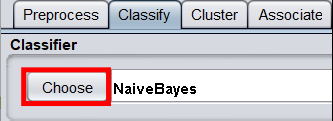 Preprocess Classify Cluster Associate
Classifier
Choose NaiveBayes